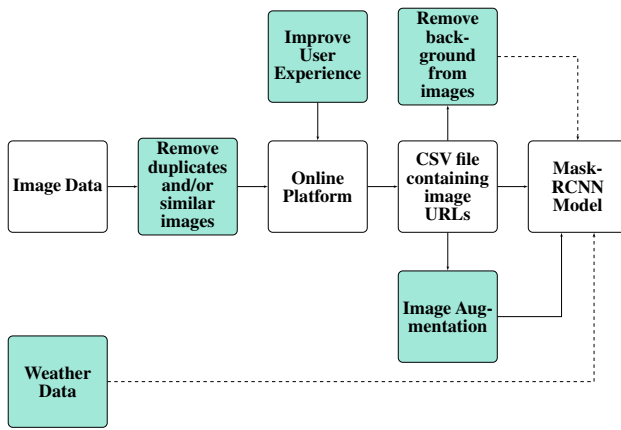 Improve
User
Experience
Remove
back-
ground
from
images
Image Data
Remove
duplicates
and/or
similar
images
Online
Platform
CSV file
containing
image
URLs
Mask-
RCNN
Model
Image Aug-
mentation
Weather
Data